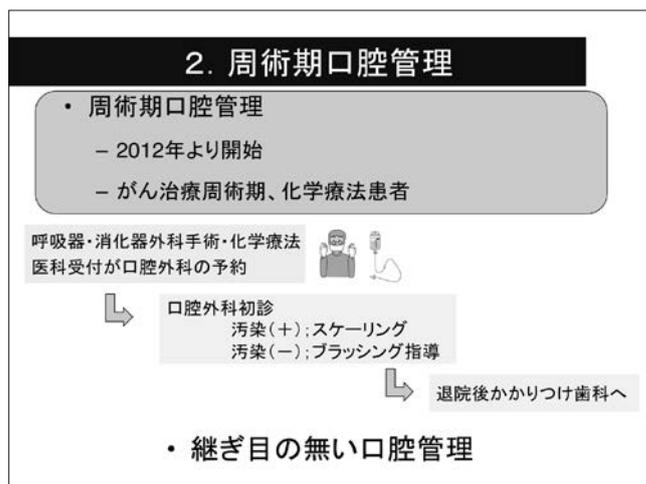 2．周術期口腔管理
・ 周術期口腔管理
– 2012年より開始
– がん治療周術期、化学療法患者
呼吸器・消化器外科手術・化学療法
医科受付が口腔外科の予約
口腔外科初診
汚染（＋）；スケーリング
汚染（－）；ブラッシング指導
退院後かかりつけ歯科へ
・ 継ぎ目の無い口腔管理